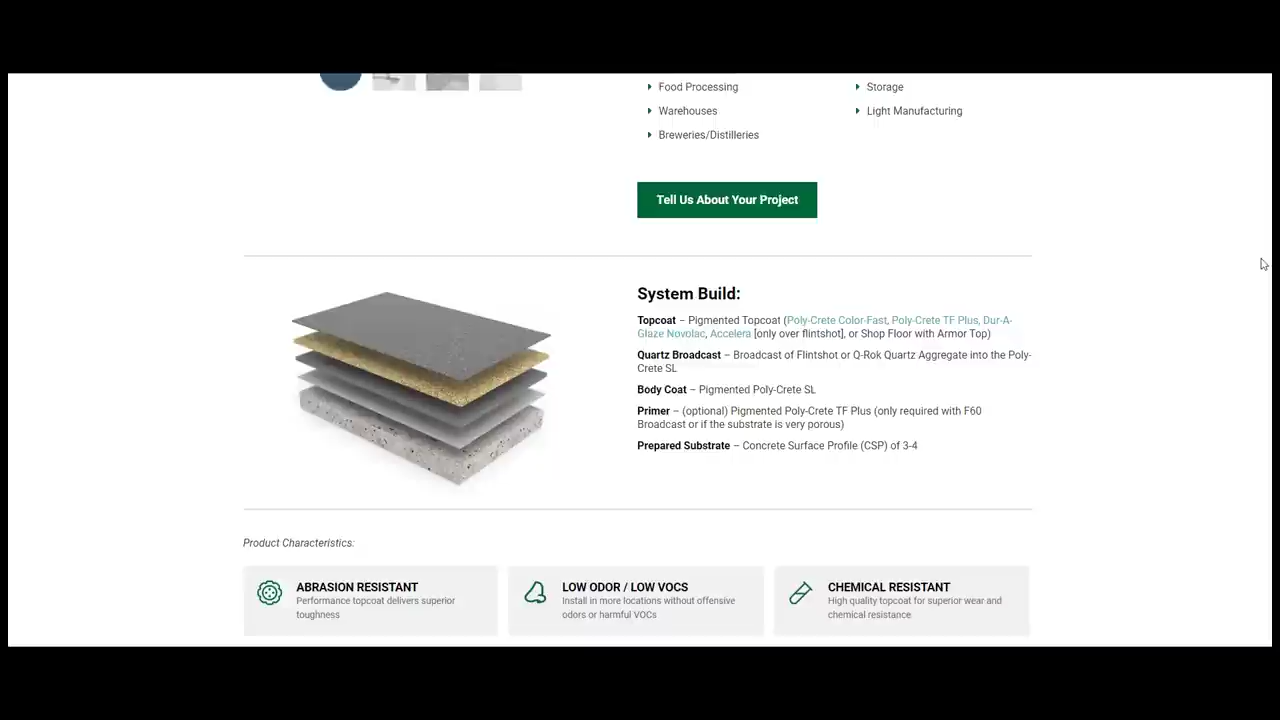 Food Processing
Storage
Warehouses
Light Manufacturing
Breweries/Distilleries
Tell Us About Your Project
System Build:
Topcoat – Pigmented Topcoat (Poly-Crete Color-Fast, Poly-Crete TF Plus, Dur-A-
Glaze Novolac, Accelera [only over flintshot], or Shop Floor with Armor Top)
Quartz Broadcast – Broadcast of Flintshot or Q-Rok Quartz Aggregate into the Poly-
Crete SL
Body Coat – Pigmented Poly-Crete SL
Primer – (optional) Pigmented Poly-Crete TF Plus (only required with F60
Broadcast or if the substrate is very porous)
Prepared Substrate – Concrete Surface Profile (CSP) of 3-4
Product Characteristics:
ABRASION RESISTANT
Performance topcoat delivers superior
toughness
LOW ODOR / LOW VOCS
Install in more locations without offensive
odors or harmful VOCs
CHEMICAL RESISTANT
High quality topcoat for superior wear and
chemical resistance